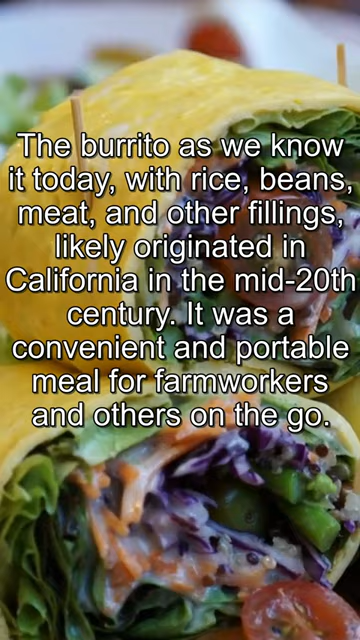 The burrito as we know
it today, with rice, beans,
meat, and other fillings,
likely originated in
California in the mid-20th
century. It was a
convenient and portable
meal for farmworkers
and others on the go.